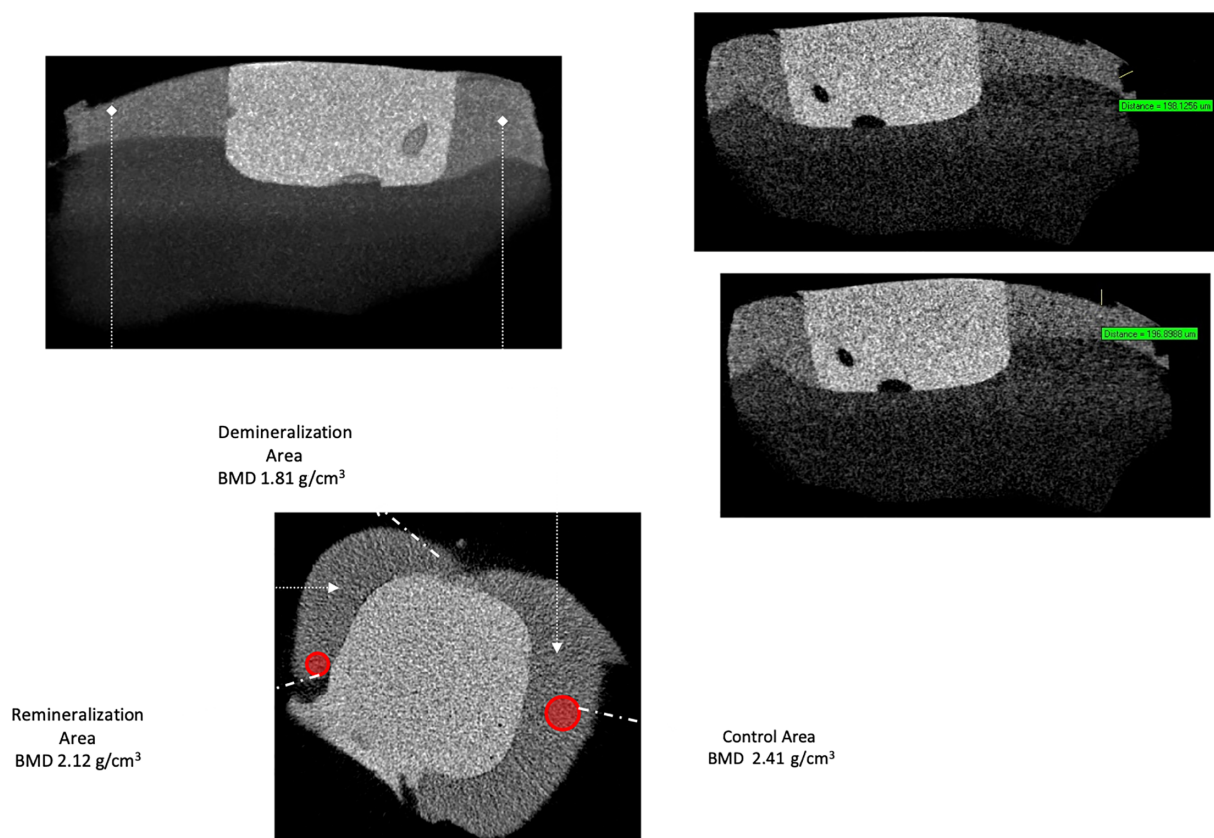 Distance = 198.1256 um
Distance = 196.8988 um
Demineralization
Area
BMD 1.81 g/cm³
Remineralization
Area
BMD 2.12 g/cm³
Control Area
BMD 2.41 g/cm³